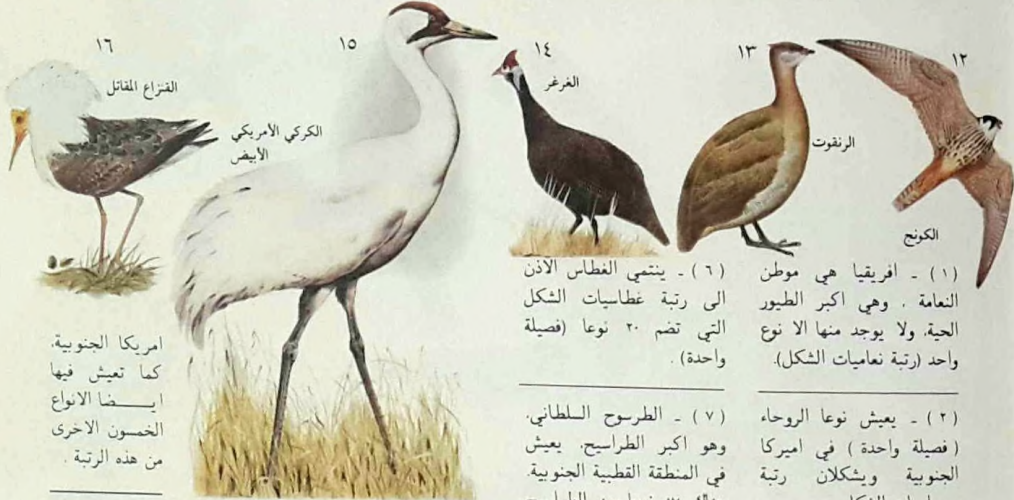 ١٢
الكونج
١٣
الرنقوت
١٤
الغرغر
١٥
الكركي الأمريكي
الأبيض
١٦
القنزاع المقاتل
(١) ـ افريقيا هي موطن
النعامة ، وهي اكبر الطيور
الحية، ولا يوجد منها الا نوع
واحد (رتبة نعاميات الشكل).
(٢) ـ يعيش نوعا الروحاء
( فصيلة واحدة ) في اميركا
الجنوبية ويشكلان رتبة
(٦) ـ ينتمي الغطاس الآذن
الى رتبة غطاسيات الشكل
التي تضم ٢٠ نوعا (فصيلة
واحدة) .
(٧) ـ الطرسوح السلطاني،
وهو اكبر الطراسيح، يعيش
في المنطقة القطبية الجنوبية.
امريكا الجنوبية،
كما تعيش فيها
ايــــضا الانواع
الخمسون الاخرى
من هذه الرتبة .